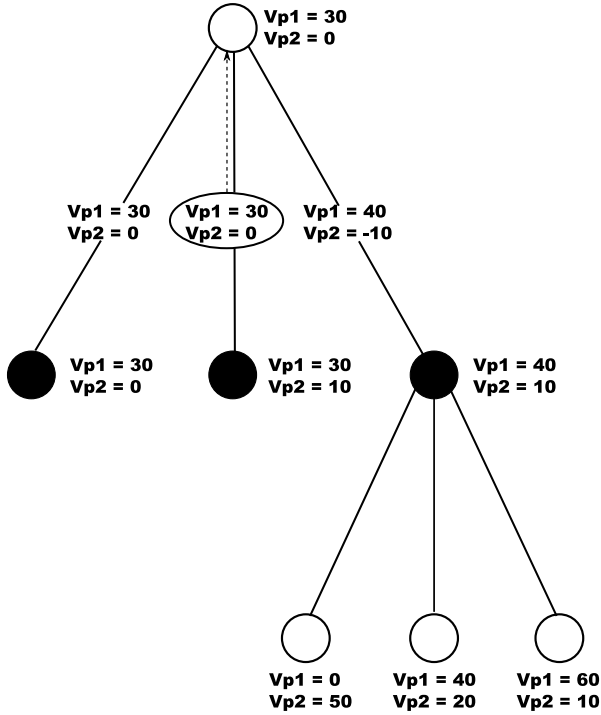 Vp1 = 30
Vp2 = 0
Vp1 = 30
Vp2 = 0
Vp1 = 30
Vp2 = 0
Vp1 = 40
Vp2 = -10
Vp1 = 30
Vp2 = 0
Vp1 = 30
Vp2 = 10
Vp1 = 40
Vp2 = 10
Vp1 = 0
Vp2 = 50
Vp1 = 40
Vp2 = 20
Vp1 = 60
Vp2 = 10